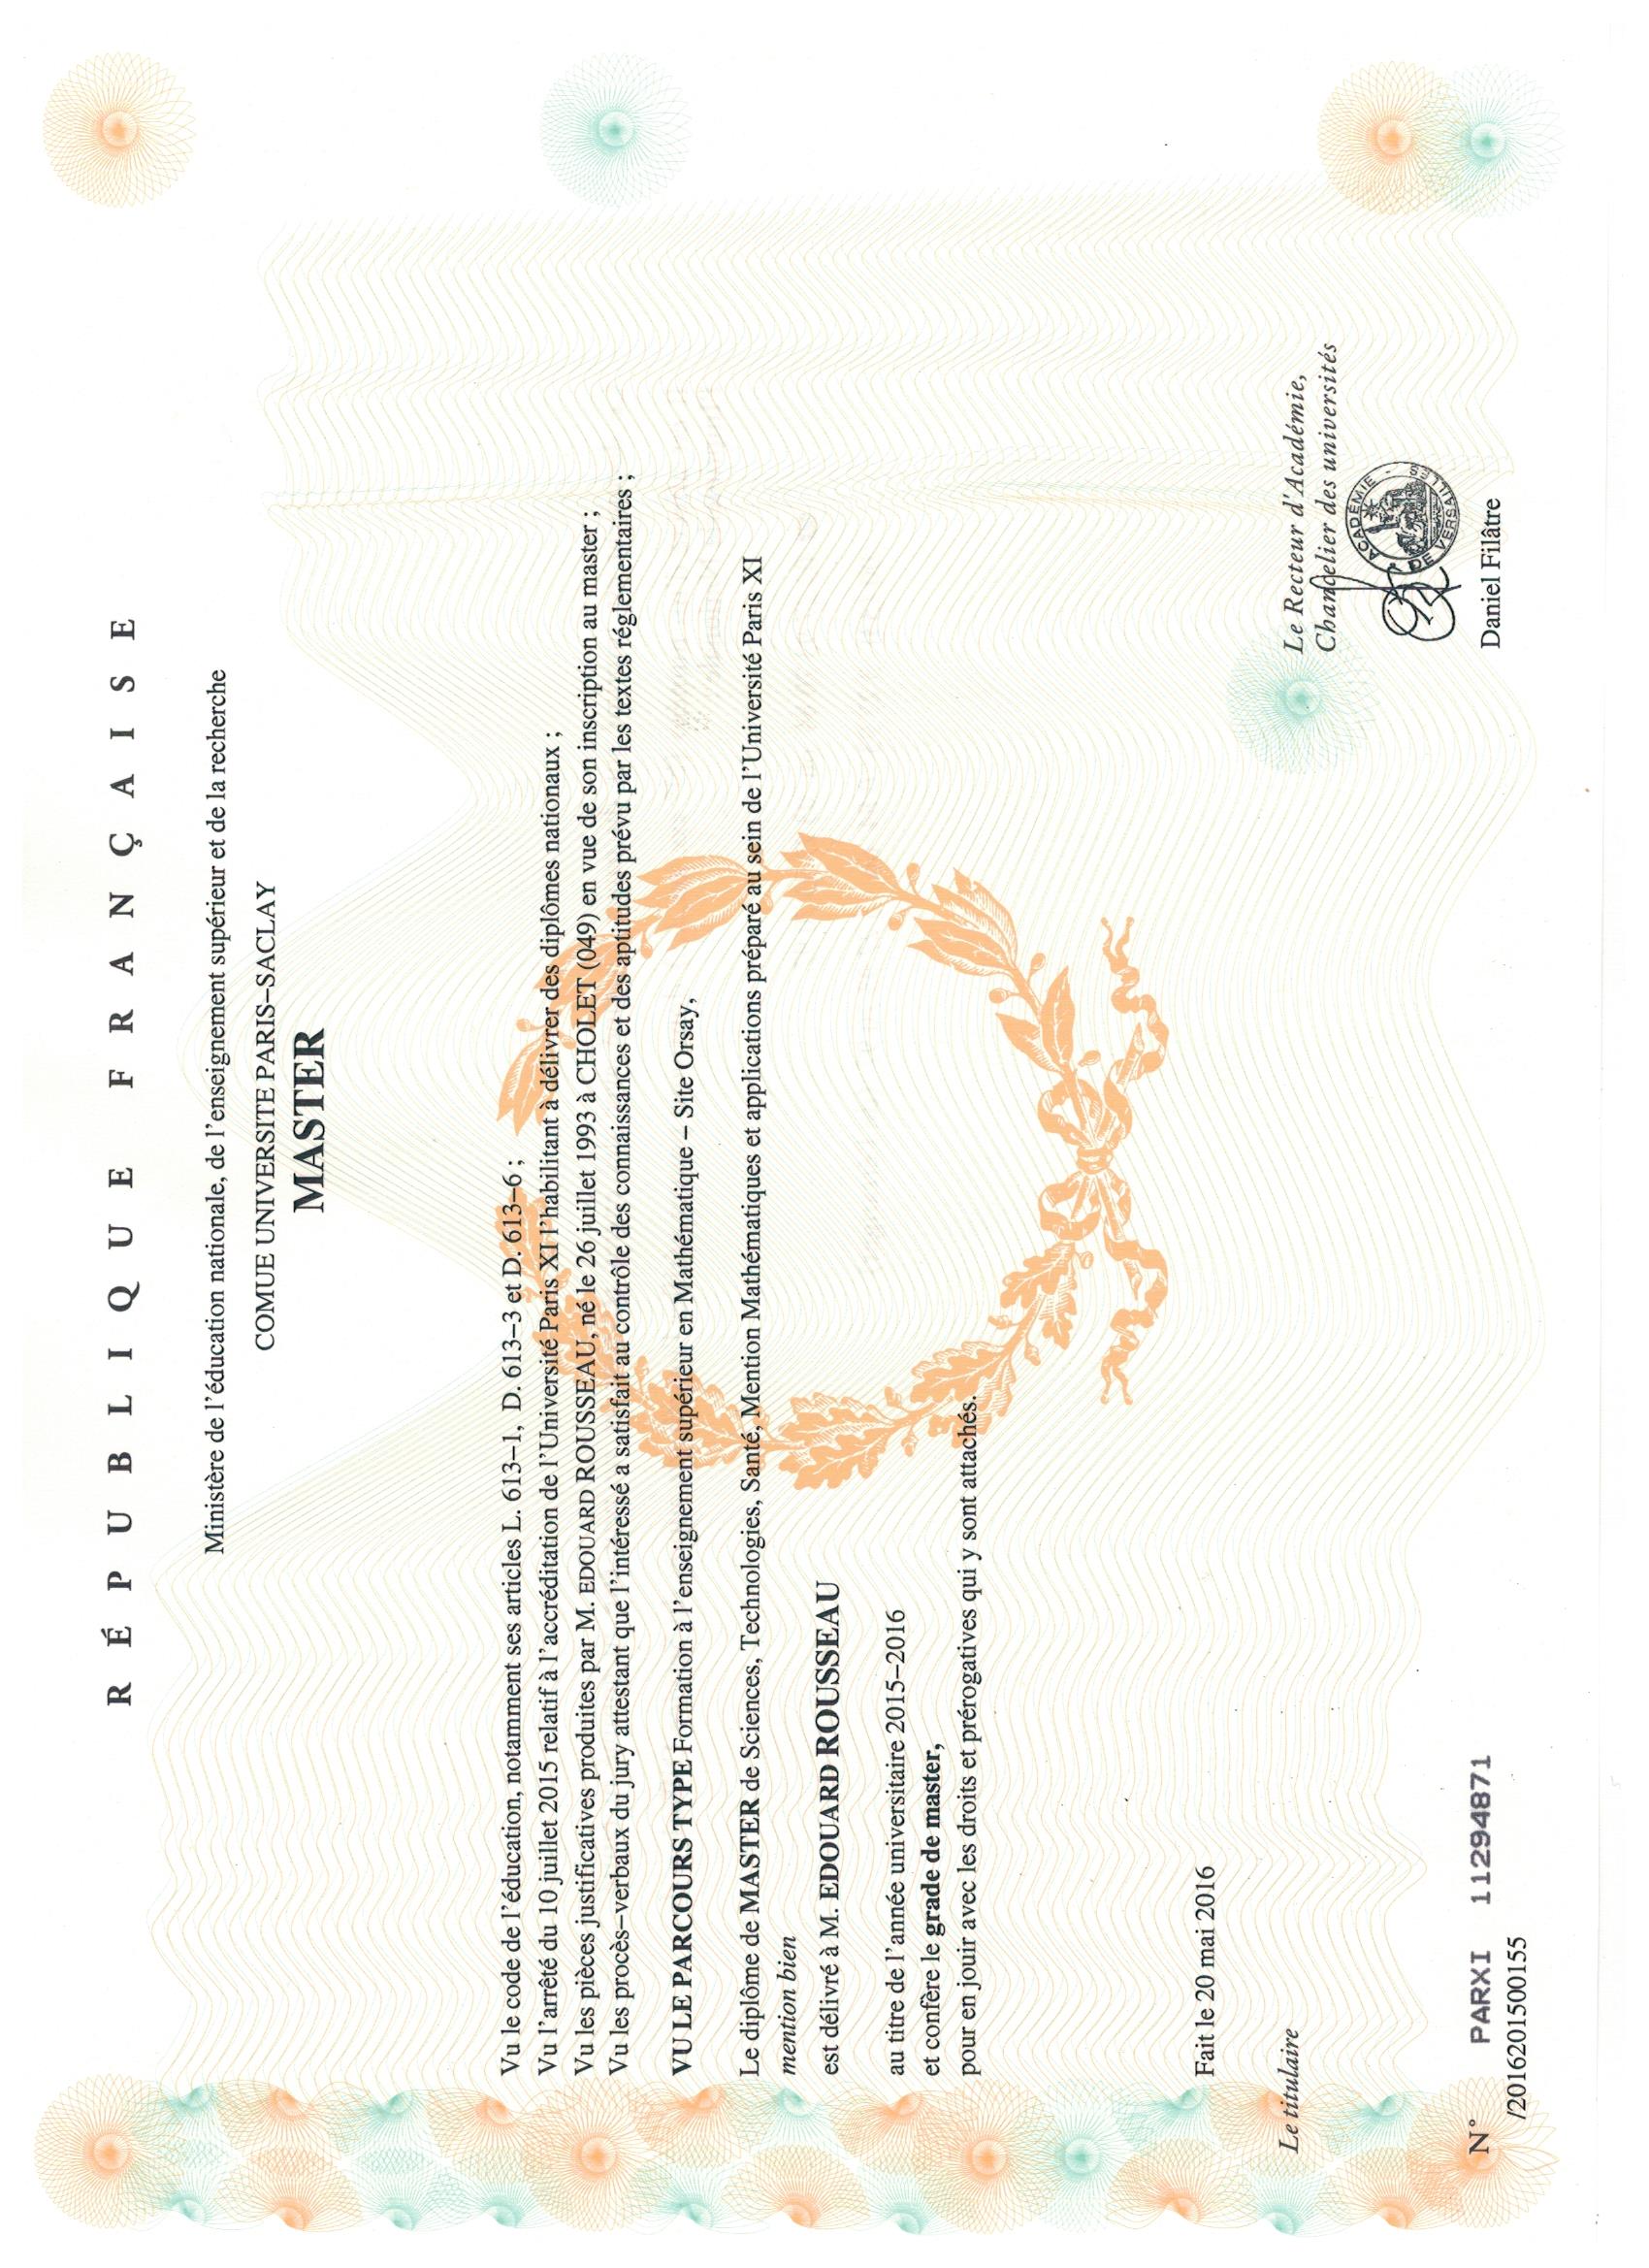 RÉPUBLIQUE FRANÇAISE
Ministère de l'éducation nationale, de l'enseignement supérieur et de la recherche
COMUE UNIVERSITE PARIS–SACLAY
MASTER
Vu le code de l'éducation, notamment ses articles L. 613–1, D. 613–3 et D. 613–6 ;
Vu l'arrêté du 10 juillet 2015 relatif à l'accréditation de l'Université Paris XI l'habilitant à délivrer des diplômes nationaux ;
Vu les pièces justificatives produites par M. EDOUARD ROUSSEAU, né le 26 juillet 1993 à CHOLET (049) en vue de son inscription au master ;
Vu les procès–verbaux du jury attestant que l'intéressé a satisfait au contrôle des connaissances et des aptitudes prévu par les textes réglementaires ;
VU LE PARCOURS TYPE Formation à l'enseignement supérieur en Mathématique – Site Orsay,
Le diplôme de MASTER de Sciences, Technologies, Santé, Mention Mathématiques et applications préparé au sein de l'Université Paris XI
mention bien
est délivré à M. EDOUARD ROUSSEAU
au titre de l'année universitaire 2015–2016
et confère le grade de master,
pour en jouir avec les droits et prérogatives qui y sont attachés.
Fait le 20 mai 2016
Le titulaire
Le Recteur d'Académie,
Chancelier des universités
ACADÉMIE DE VERSAILLES
Daniel Filâtre
N° PARXI 11294871
/2016201500155